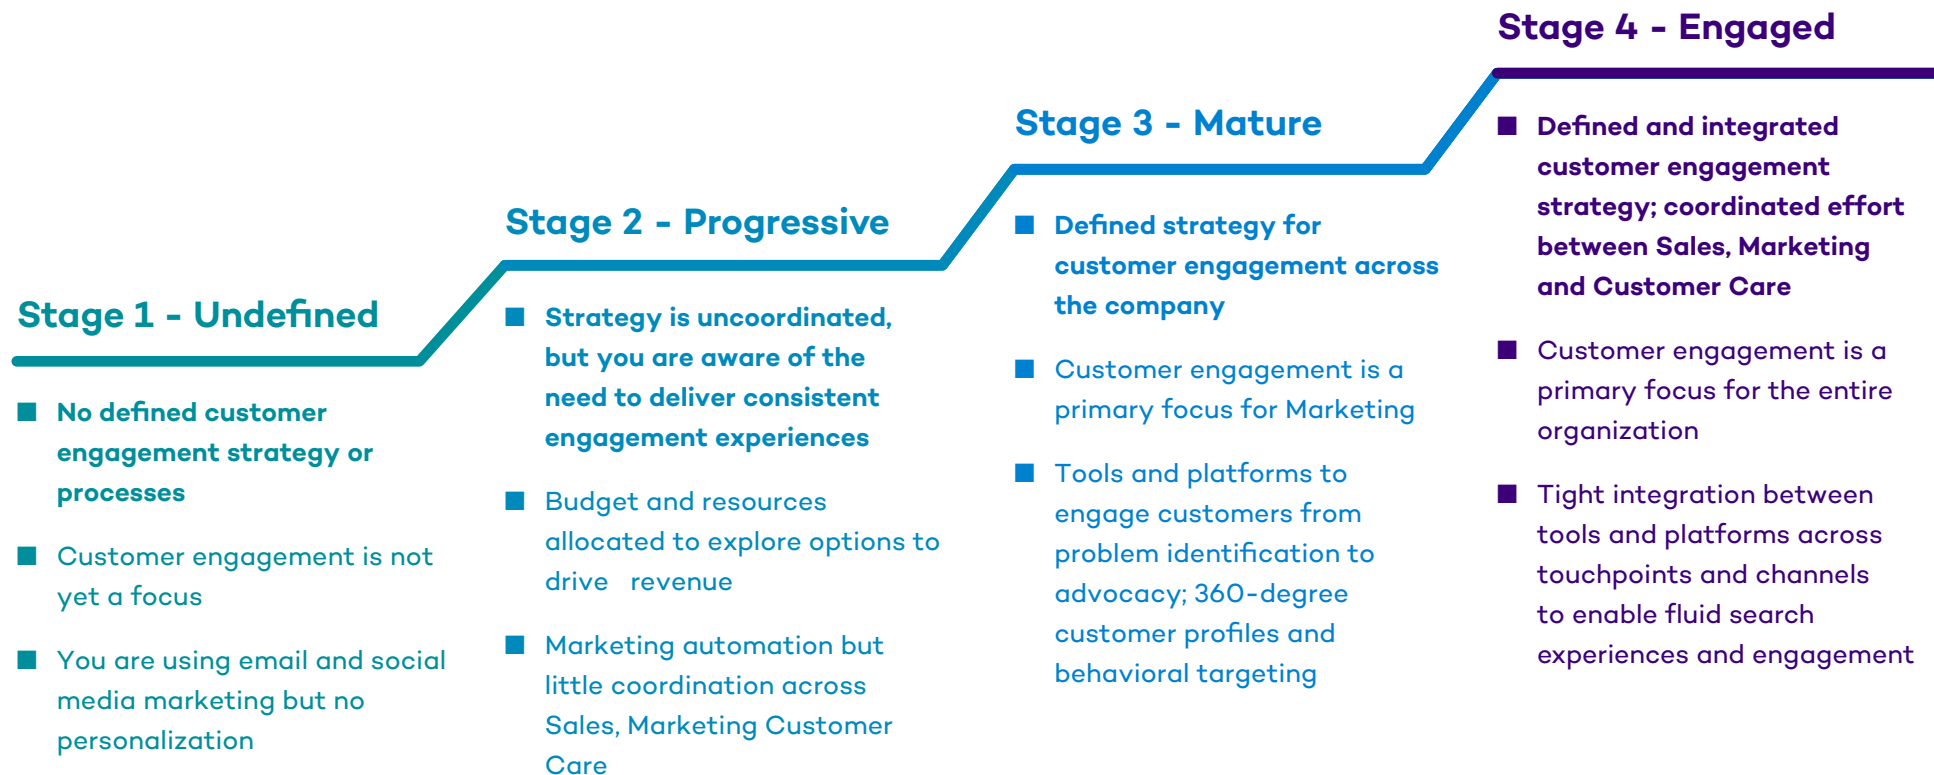 Stage 1 - Undefined
■ No defined customer
engagement strategy or
processes
■ Customer engagement is not
yet a focus
■ You are using email and social
media marketing but no
personalization
Stage 2 - Progressive
■ Strategy is uncoordinated,
but you are aware of the
need to deliver consistent
engagement experiences
■ Budget and resources
allocated to explore options to
drive revenue
■ Marketing automation but
little coordination across
Sales, Marketing Customer
Care
Stage 3 - Mature
■ Defined strategy for
customer engagement across
the company
■ Customer engagement is a
primary focus for Marketing
■ Tools and platforms to
engage customers from
problem identification to
advocacy; 360-degree
customer profiles and
behavioral targeting
Stage 4 - Engaged
■ Defined and integrated
customer engagement
strategy; coordinated effort
between Sales, Marketing
and Customer Care
■ Customer engagement is a
primary focus for the entire
organization
■ Tight integration between
tools and platforms across
touchpoints and channels
to enable fluid search
experiences and engagement